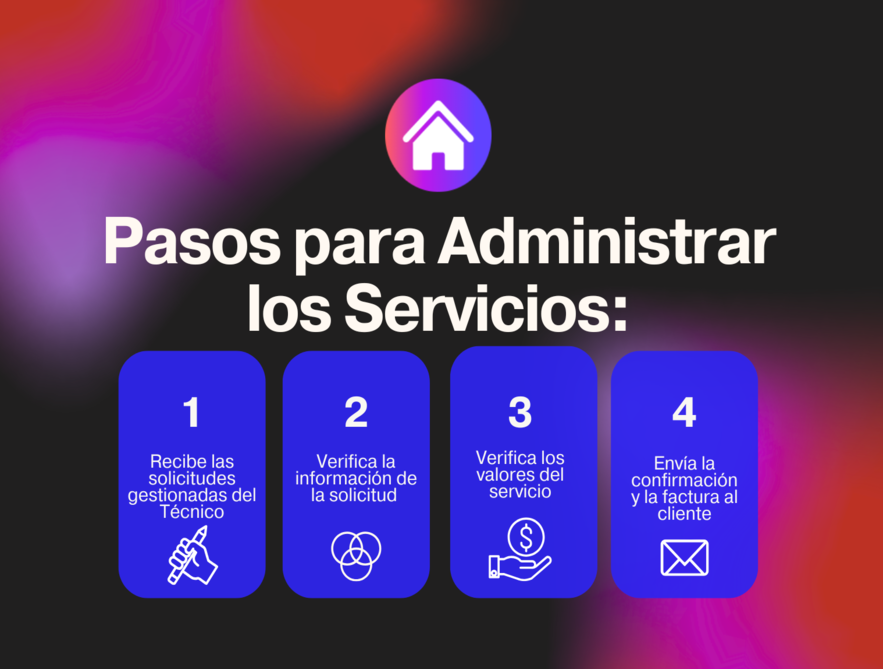 Pasos para Administrar
los Servicios:
1
Recibe las
solicitudes
gestionadas del
Técnico
2
Verifica la
información de
la solicitud
3
Verifica los
valores del
servicio
4
Envía la
confirmación
y la factura al
cliente